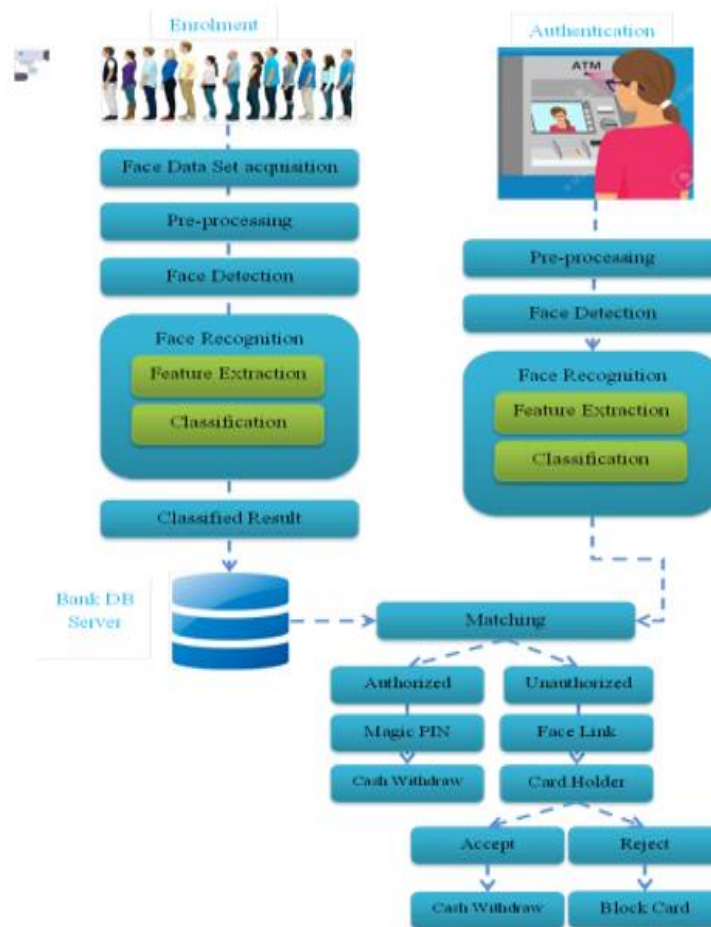 Enrolment
Authentication
ATM
Face Data Set acquisition
Pre-processing
Face Detection
Face Recognition
Feature Extraction
Classification
Classified Result
Pre-processing
Face Detection
Face Recognition
Feature Extraction
Classification
Bank DB
Server
Matching
Authorized
Unauthorized
Magic PIN
Face Link
Cash Withdraw
Card Holder
Accept
Reject
Cash Withdraw
Block Card